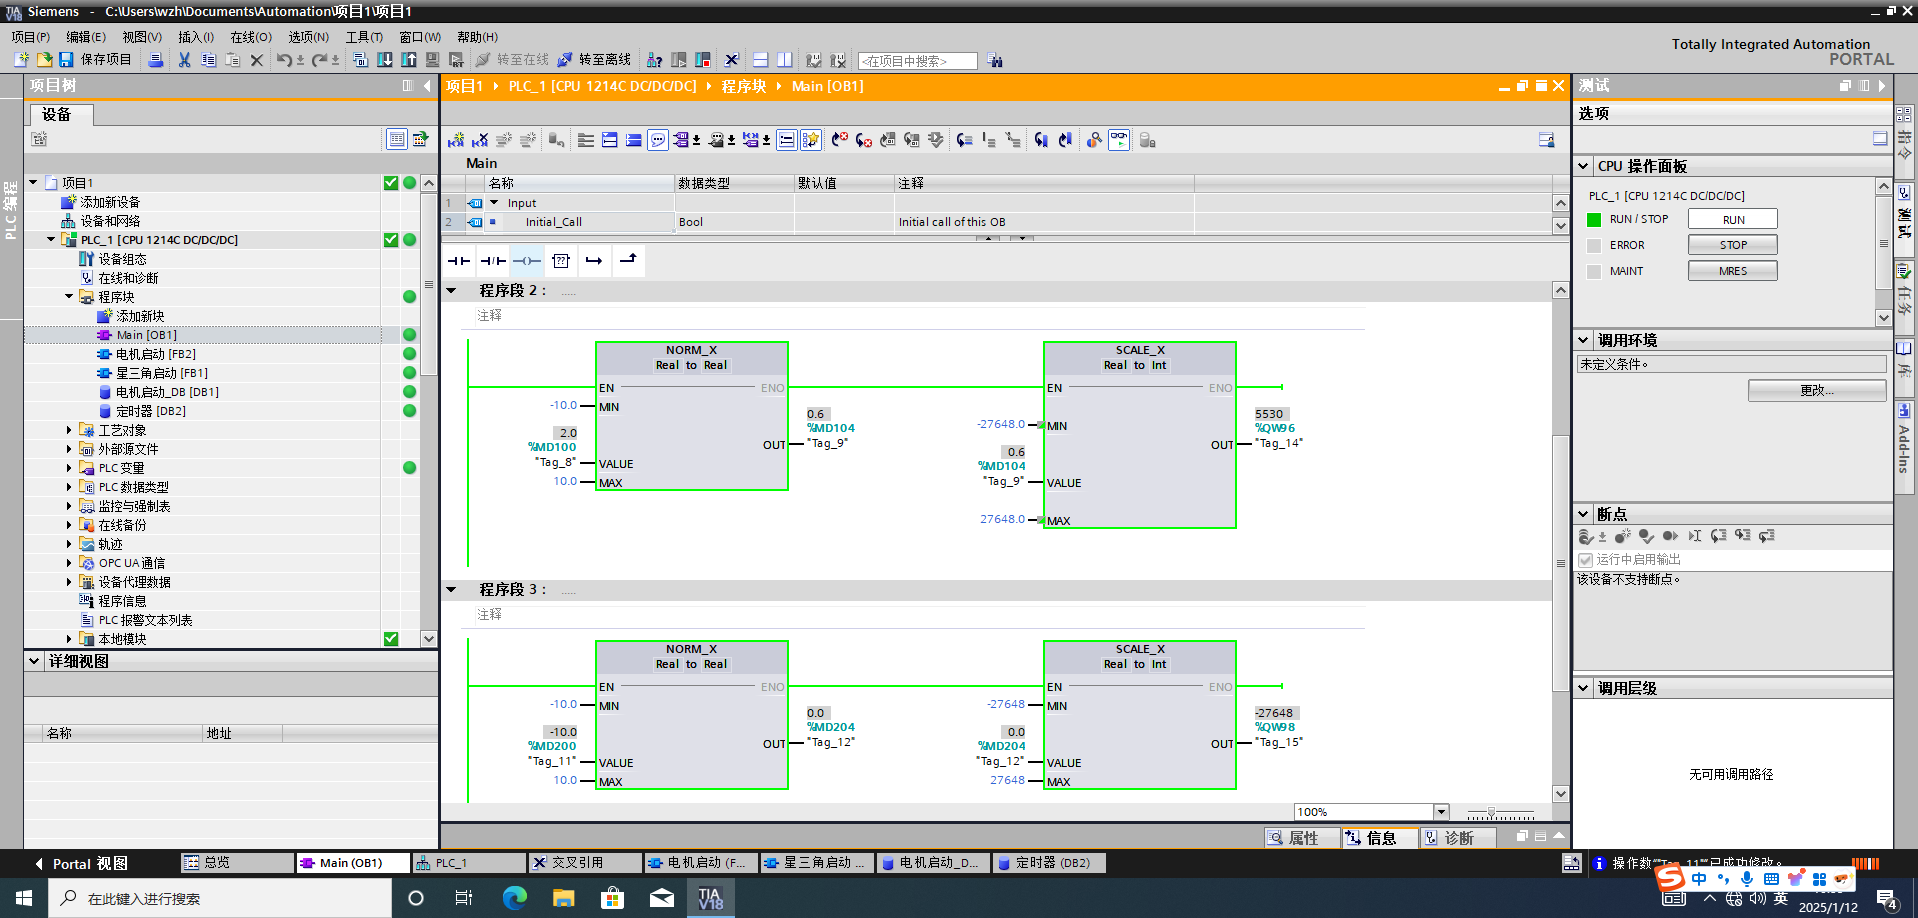 Siemens - C:\Users\wzh\Documents\Automation\项目1\项目1
项目(P) 编辑(E) 视图(V) 插入(I) 在线(O) 选项(N) 工具(T) 窗口(W) 帮助(H)
保存项目 转至在线 转至离线 <在项目中搜索>
Totally Integrated Automation
PORTAL
项目树
设备
PLC 编程
项目1
添加新设备
设备和网络
PLC_1 [CPU 1214C DC/DC/DC]
设备组态
在线和诊断
程序块
添加新块
Main [OB1]
电机启动 [FB2]
星三角启动 [FB1]
电机启动_DB [DB1]
定时器 [DB2]
工艺对象
外部源文件
PLC 变量
PLC 数据类型
监控与强制表
在线备份
轨迹
OPC UA 通信
设备代理数据
程序信息
PLC 报警文本列表
本地模块
详细视图
名称 地址
项目1 PLC_1 [CPU 1214C DC/DC/DC] 程序块 Main [OB1]
Main
名称 数据类型 默认值 注释
1 Input
2 Initial_Call Bool Initial call of this OB
程序段 2： .....
注释
NORM_X
Real to Real
EN ENO
-10.0 MIN
2.0
%MD100
"Tag_8" VALUE
10.0 MAX
0.6
%MD104
OUT "Tag_9"
SCALE_X
Real to Int
EN ENO
-27648.0 MIN
0.6
%MD104
"Tag_9" VALUE
27648.0 MAX
5530
%QW96
OUT "Tag_14"
程序段 3： .....
注释
NORM_X
Real to Real
EN ENO
-10.0 MIN
-10.0
%MD200
"Tag_11" VALUE
10.0 MAX
0.0
%MD204
OUT "Tag_12"
SCALE_X
Real to Int
EN ENO
-27648 MIN
0.0
%MD204
"Tag_12" VALUE
27648 MAX
-27648
%QW98
OUT "Tag_15"
100%
属性 信息 诊断
测试
选项
CPU 操作面板
PLC_1 [CPU 1214C DC/DC/DC]
RUN / STOP RUN
ERROR STOP
MAINT MRES
调用环境
未定义条件。
更改...
断点
运行中启用输出
该设备不支持断点。
调用层级
无可用调用路径
测试
任务
库
Add-Ins
Portal 视图 总览 Main (OB1) PLC_1 交叉引用 电机启动 (F... 星三角启动 ... 电机启动_D... 定时器 (DB2)
在此键入进行搜索
TIA V18
中
英
2025/1/12
4